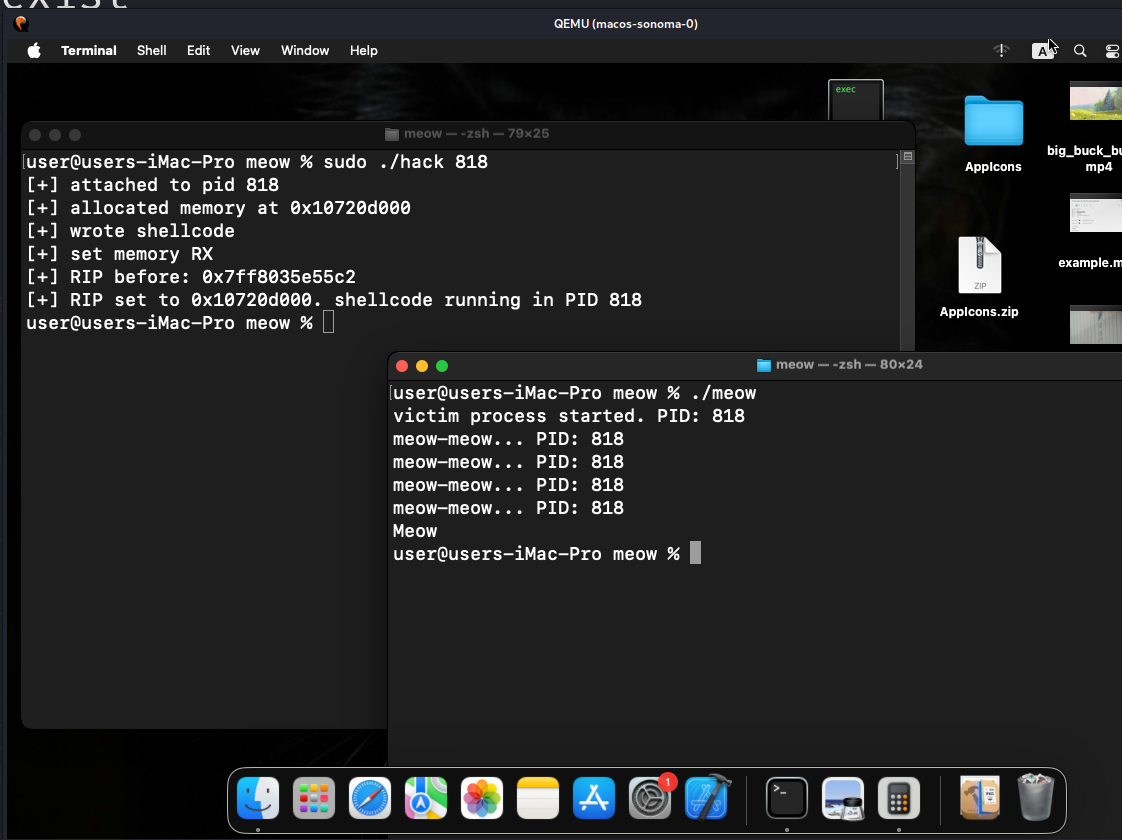 exist
QEMU (macos-sonoma-0)
Terminal Shell Edit View Window Help
A
exec
meow — -zsh — 79×25
[user@users-iMac-Pro meow % sudo ./hack 818 ]
[+] attached to pid 818
[+] allocated memory at 0x10720d000
[+] wrote shellcode
[+] set memory RX
[+] RIP before: 0x7ff8035e55c2
[+] RIP set to 0x10720d000. shellcode running in PID 818
user@users-iMac-Pro meow %
AppIcons
big_buck_bu
mp4
example.m
ZIP
AppIcons.zip
meow — -zsh — 80×24
[user@users-iMac-Pro meow % ./meow
victim process started. PID: 818
meow-meow... PID: 818
meow-meow... PID: 818
meow-meow... PID: 818
meow-meow... PID: 818
Meow
user@users-iMac-Pro meow %
1
>_